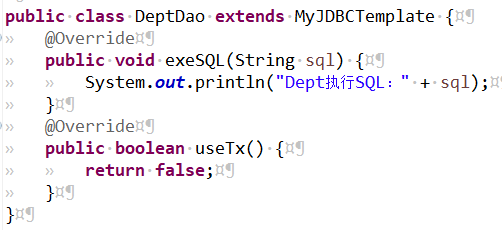 public class DeptDao extends MyJDBCTemplate {
    @Override
    public void exeSQL(String sql) {
        System.out.println("Dept执行SQL：" + sql);
    }
    @Override
    public boolean useTx() {
        return false;
    }
}